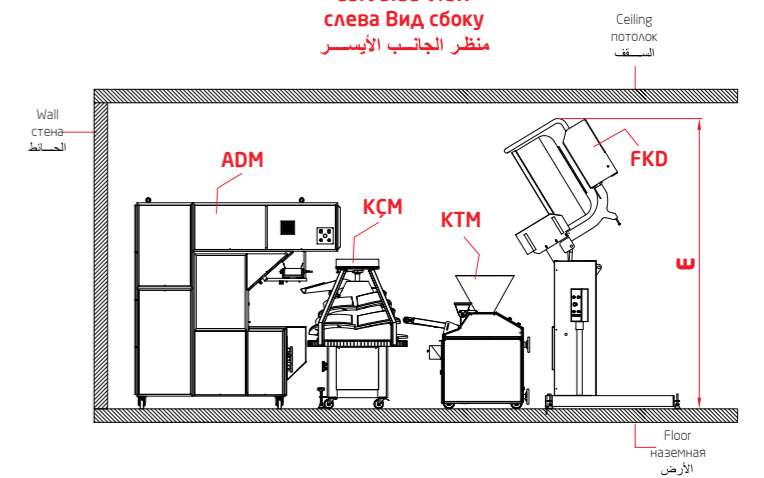 слева Вид сбоку
منظر الجانب الأيسر
Ceiling
потолок
السقف
Wall
стена
الحائط
ADM
KÇM
KTM
FKD
E
Floor
наземная
الأرض